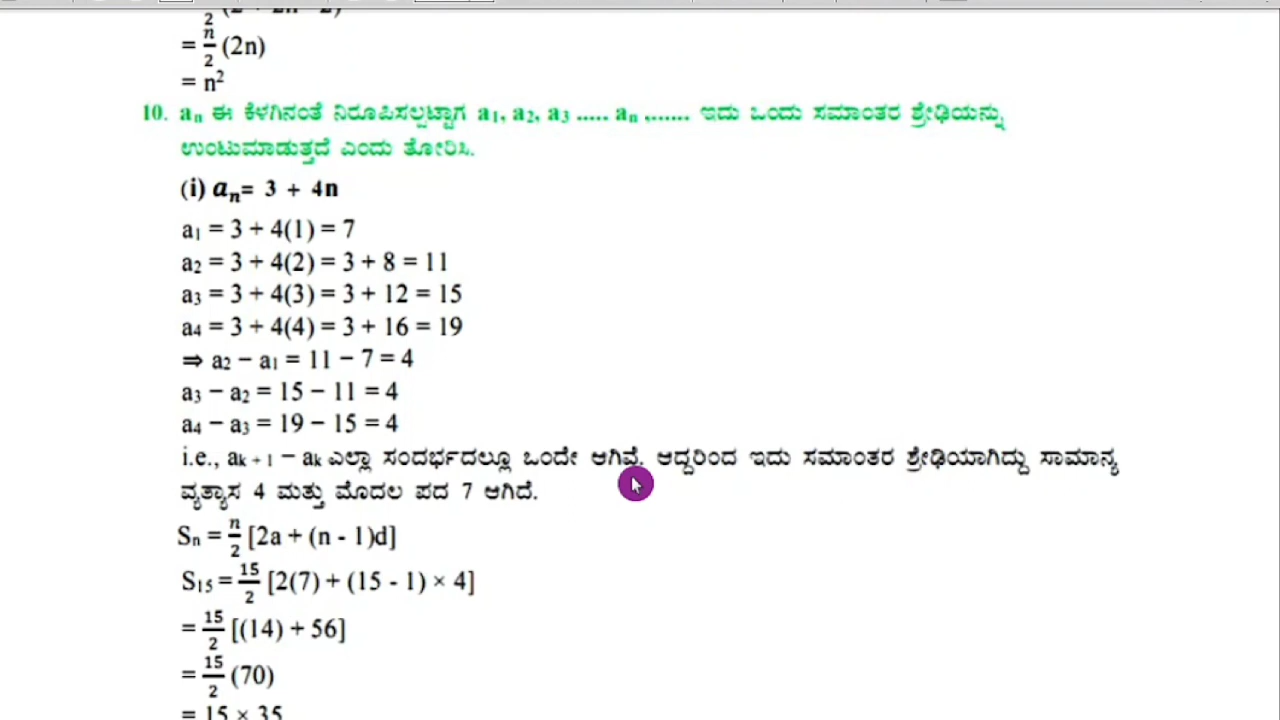 = n/2 (2n)
= n²
10. aₙ ಈ ಕೆಳಗಿನಂತೆ ನಿರೂಪಿಸಲ್ಪಟ್ಟಾಗ a₁, a₂, a₃ ..... aₙ ,...... ಇದು ಒಂದು ಸಮಾಂತರ ಶ್ರೇಢಿಯನ್ನು
ಉಂಟುಮಾಡುತ್ತದೆ ಎಂದು ತೋರಿಸಿ.
(i) aₙ= 3 + 4n
a₁ = 3 + 4(1) = 7
a₂ = 3 + 4(2) = 3 + 8 = 11
a₃ = 3 + 4(3) = 3 + 12 = 15
a₄ = 3 + 4(4) = 3 + 16 = 19
⇒ a₂ − a₁ = 11 − 7 = 4
a₃ − a₂ = 15 − 11 = 4
a₄ − a₃ = 19 − 15 = 4
i.e., aₖ₊₁ − aₖ ಎಲ್ಲಾ ಸಂದರ್ಭದಲ್ಲೂ ಒಂದೇ ಆಗಿವೆ. ಆದ್ದರಿಂದ ಇದು ಸಮಾಂತರ ಶ್ರೇಢಿಯಾಗಿದ್ದು ಸಾಮಾನ್ಯ
ವ್ಯತ್ಯಾಸ 4 ಮತ್ತು ಮೊದಲ ಪದ 7 ಆಗಿದೆ.
Sₙ = n/2 [2a + (n - 1)d]
S₁₅ = 15/2 [2(7) + (15 - 1) × 4]
= 15/2 [(14) + 56]
= 15/2 (70)
= 15 × 35